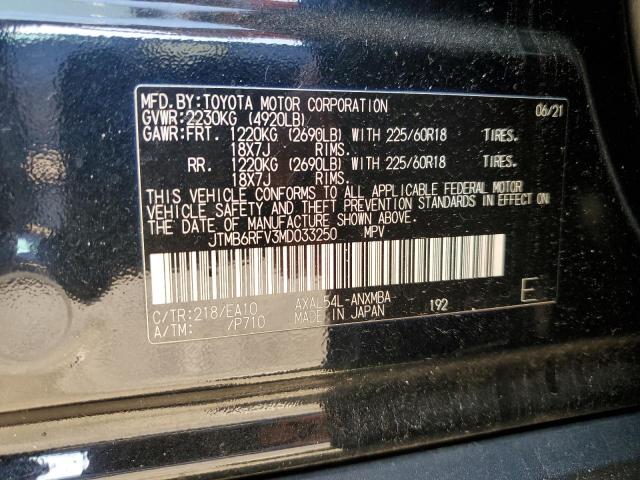 MFD.BY:TOYOTA MOTOR CORPORATION 06/21
GVWR:2230KG (4920LB)
GAWR:FRT. 1220KG (2690LB) WITH 225/60R18 TIRES.
18X7J RIMS.
RR. 1220KG (2690LB) WITH 225/60R18 TIRES.
18X7J RIMS.
THIS VEHICLE CONFORMS TO ALL APPLICABLE FEDERAL MOTOR
VEHICLE SAFETY AND THEFT PREVENTION STANDARDS IN EFFECT ON
THE DATE OF MANUFACTURE SHOWN ABOVE.
JTMB6RFV3MD033250 MPV
C/TR:218/EA10 AXAL54L-ANXMBA 192 E
A/TM: /P710 MADE IN JAPAN